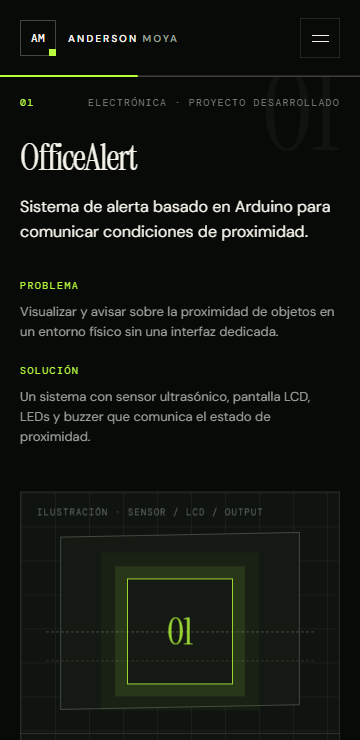 AM ANDERSON MOYA
01 ELECTRÓNICA · PROYECTO DESARROLLADO
01
OfficeAlert
Sistema de alerta basado en Arduino para
comunicar condiciones de proximidad.
PROBLEMA
Visualizar y avisar sobre la proximidad de objetos en
un entorno físico sin una interfaz dedicada.
SOLUCIÓN
Un sistema con sensor ultrasónico, pantalla LCD,
LEDs y buzzer que comunica el estado de
proximidad.
ILUSTRACIÓN · SENSOR / LCD / OUTPUT
01